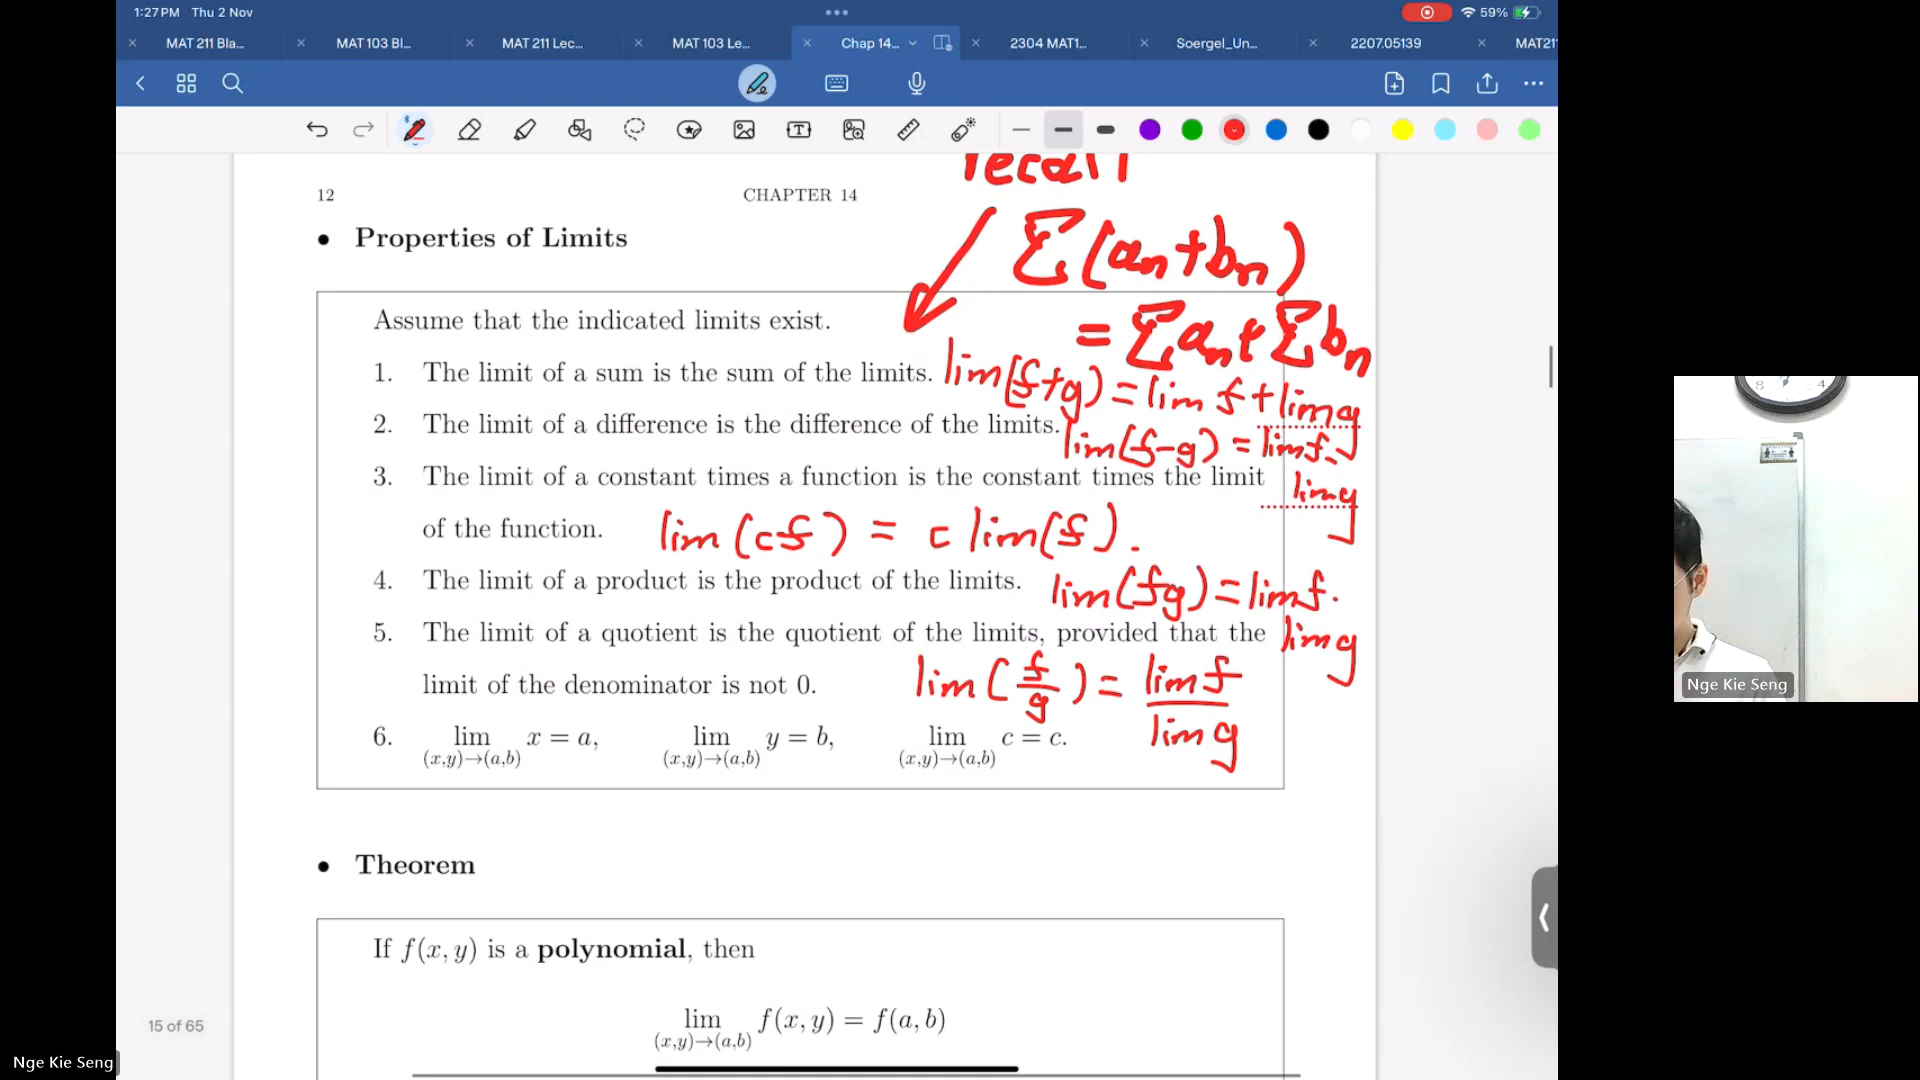 1:27PM Thu 2 Nov
59%
MAT 211 Bla...
MAT 103 Bl...
MAT 211 Lec...
MAT 103 Le...
Chap 14...
2304 MAT1...
Soergel_Un...
2207.05139
MAT21
recall
12 CHAPTER 14
• Properties of Limits
Σ(aₙ+bₙ)
= Σaₙ + Σbₙ
Assume that the indicated limits exist.
1. The limit of a sum is the sum of the limits. lim(f+g) = lim f + lim g
2. The limit of a difference is the difference of the limits. lim(f-g) = lim f -
lim g
3. The limit of a constant times a function is the constant times the limit
of the function. lim(cf) = c lim(f).
4. The limit of a product is the product of the limits. lim(fg) = lim f.
lim g
5. The limit of a quotient is the quotient of the limits, provided that the
limit of the denominator is not 0. lim(f/g) = lim f / lim g
6. lim (x,y)→(a,b) x = a, lim (x,y)→(a,b) y = b, lim (x,y)→(a,b) c = c.
• Theorem
If f(x, y) is a polynomial, then
lim (x,y)→(a,b) f(x, y) = f(a, b)
15 of 65
Nge Kie Seng
8 4
Nge Kie Seng